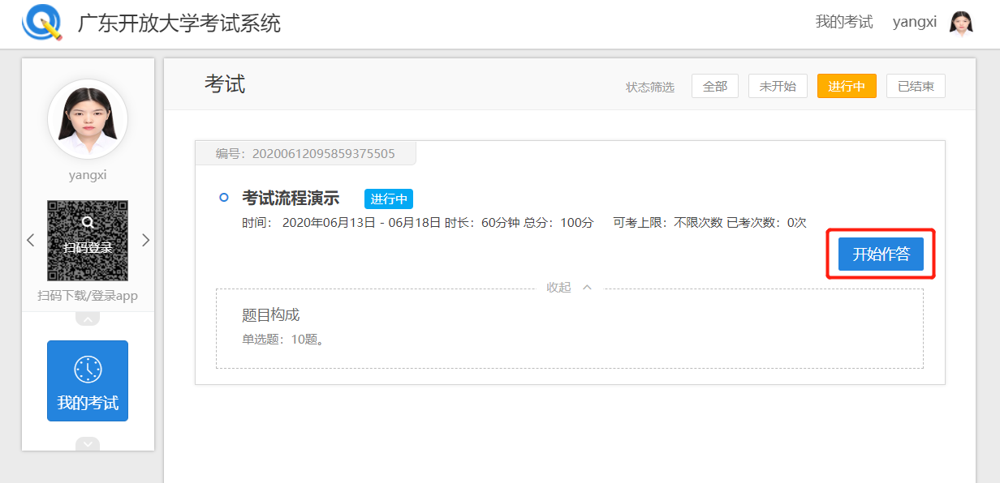 广东开放大学考试系统
我的考试 yangxi
考试
状态筛选 全部 未开始 进行中 已结束
yangxi
扫码登录
扫码下载/登录app
我的考试
编号：20200612095859375505
考试流程演示 进行中
时间： 2020年06月13日 - 06月18日 时长：60分钟 总分：100分 可考上限：不限次数 已考次数：0次
开始作答
收起
题目构成
单选题：10题。